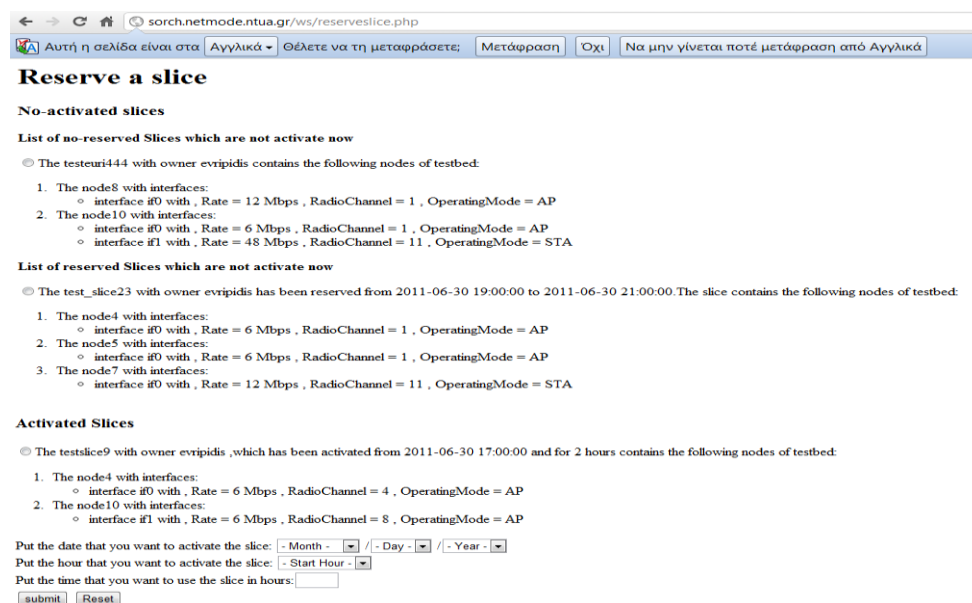 sorch.netmode.ntua.gr/ws/reserveslice.php
Αυτή η σελίδα είναι στα Αγγλικά Θέλετε να τη μεταφράσετε; Μετάφραση Όχι Να μην γίνεται ποτέ μετάφραση από Αγγλικά
Reserve a slice
No-activated slices
List of no-reserved Slices which are not activate now
The testeuri444 with owner evripidis contains the following nodes of testbed:
1. The node8 with interfaces:
interface if0 with , Rate = 12 Mbps , RadioChannel = 1 , OperatingMode = AP
2. The node10 with interfaces:
interface if0 with , Rate = 6 Mbps , RadioChannel = 1 , OperatingMode = AP
interface if1 with , Rate = 48 Mbps , RadioChannel = 11 , OperatingMode = STA
List of reserved Slices which are not activate now
The test_slice23 with owner evripidis has been reserved from 2011-06-30 19:00:00 to 2011-06-30 21:00:00.The slice contains the following nodes of testbed:
1. The node4 with interfaces:
interface if0 with , Rate = 6 Mbps , RadioChannel = 1 , OperatingMode = AP
2. The node5 with interfaces:
interface if0 with , Rate = 6 Mbps , RadioChannel = 1 , OperatingMode = AP
3. The node7 with interfaces:
interface if0 with , Rate = 12 Mbps , RadioChannel = 11 , OperatingMode = STA
Activated Slices
The testslice9 with owner evripidis ,which has been activated from 2011-06-30 17:00:00 and for 2 hours contains the following nodes of testbed:
1. The node4 with interfaces:
interface if0 with , Rate = 6 Mbps , RadioChannel = 4 , OperatingMode = AP
2. The node10 with interfaces:
interface if1 with , Rate = 6 Mbps , RadioChannel = 8 , OperatingMode = AP
Put the date that you want to activate the slice: - Month - / - Day - / - Year -
Put the hour that you want to activate the slice: - Start Hour -
Put the time that you want to use the slice in hours:
submit Reset